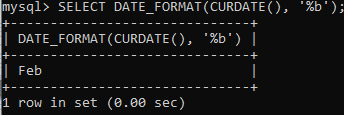 mysql> SELECT DATE_FORMAT(CURDATE(), '%b');
+-----------------------------+
| DATE_FORMAT(CURDATE(), '%b') |
+-----------------------------+
| Feb                         |
+-----------------------------+
1 row in set (0.00 sec)